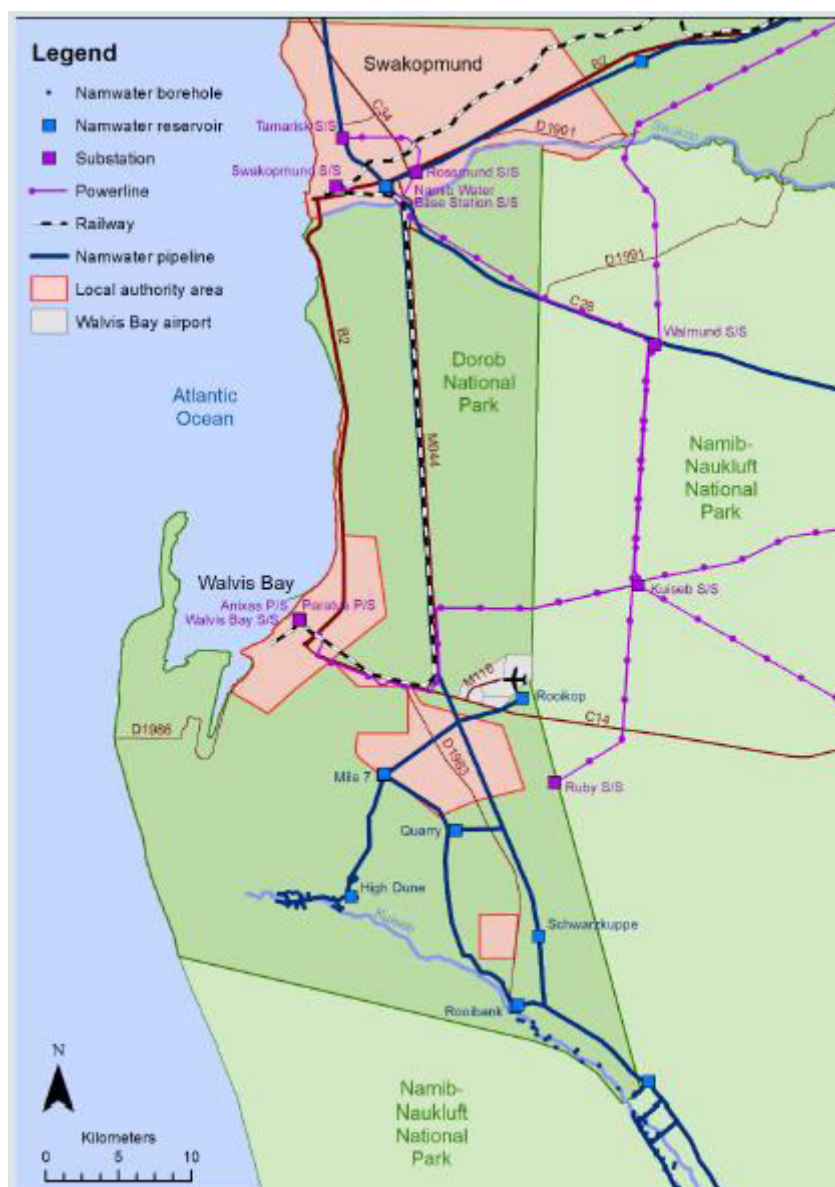 Legend
Namwater borehole
Namwater reservoir
Substation
Powerline
Railway
Namwater pipeline
Local authority area
Walvis Bay airport
Swakopmund
B2
C34
Tamarisk S/S
D1901
Swakop
Swakopmund S/S
Rossmund S/S
Namib Water
Base Station S/S
D1991
C28
Walmund S/S
B2
Dorob
National
Park
Atlantic
Ocean
M044
Namib-
Naukluft
National
Park
Walvis Bay
Anixas P/S
Paratus P/S
Walvis Bay S/S
Kuiseb S/S
M118
Rooikop
C14
D1986
D1983
Mile 7
Ruby S/S
Quarry
High Dune
Kuiseb
Schwarzkuppe
Rooibank
N
Namib-
Naukluft
National
Park
Kilometers
0 5 10